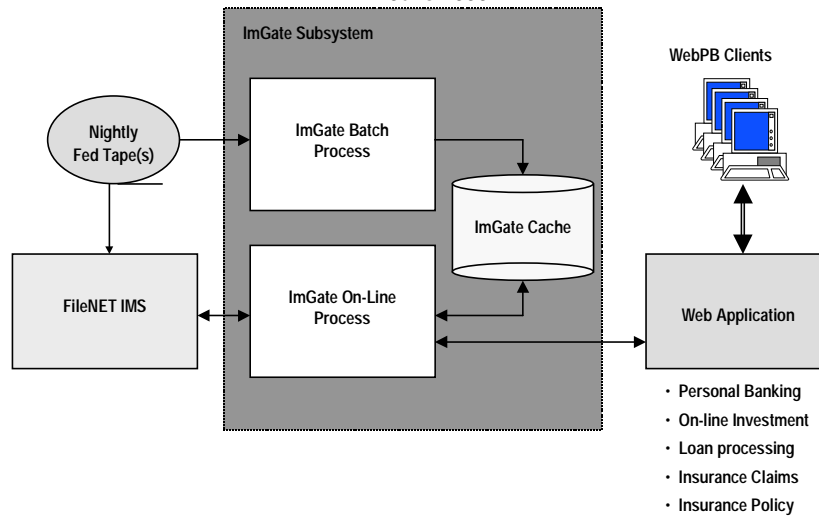 ImGate Subsystem
WebPB Clients
Nightly
Fed Tape(s)
ImGate Batch
Process
ImGate Cache
FileNET IMS
ImGate On-Line
Process
Web Application
· Personal Banking
· On-line Investment
· Loan processing
· Insurance Claims
· Insurance Policy